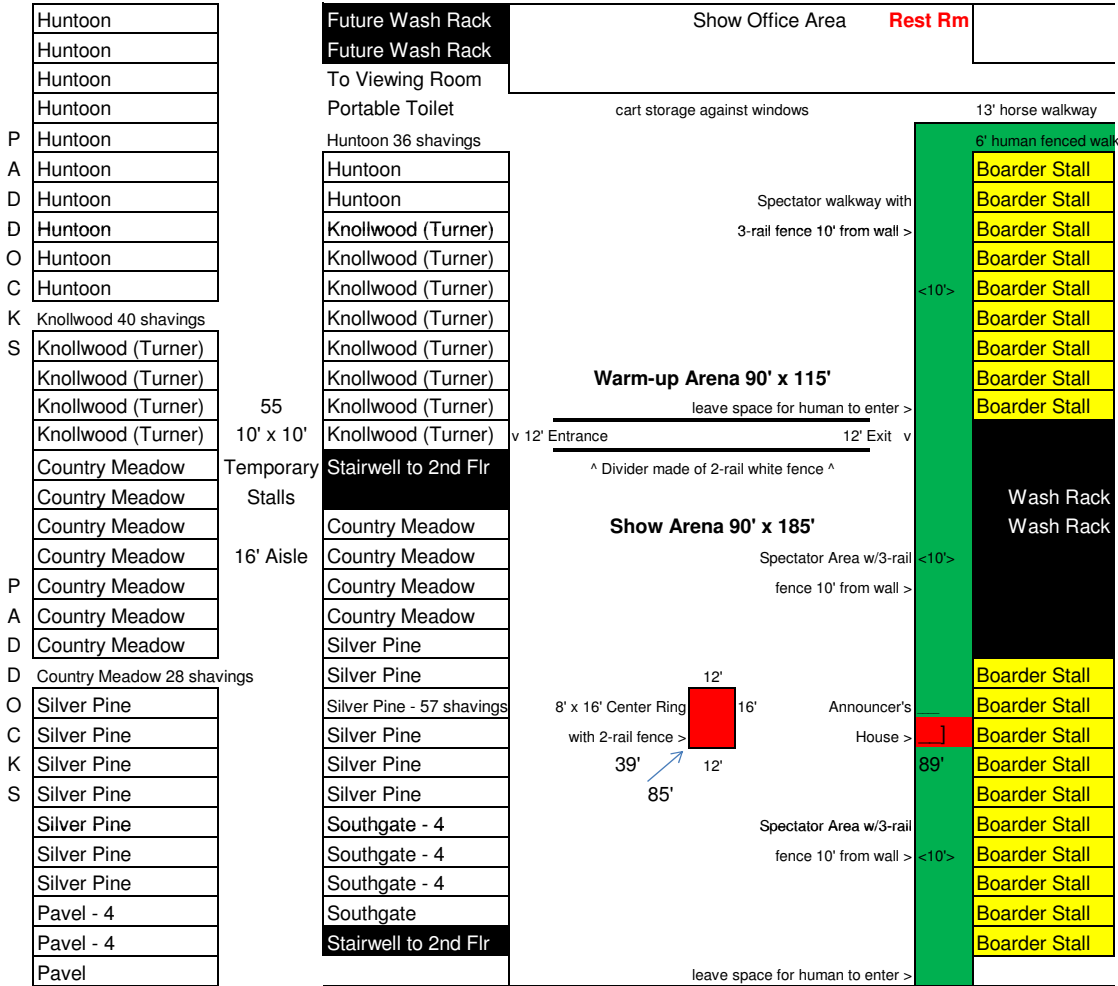 Huntoon Future Wash Rack Show Office Area Rest Rm
Huntoon Future Wash Rack
Huntoon To Viewing Room
Huntoon Portable Toilet cart storage against windows 13' horse walkway
P Huntoon Huntoon 36 shavings 6' human fenced walk
A Huntoon Huntoon Boarder Stall
D Huntoon Huntoon Spectator walkway with Boarder Stall
D Huntoon Knollwood (Turner) 3-rail fence 10' from wall > Boarder Stall
O Huntoon Knollwood (Turner) Boarder Stall
C Huntoon Knollwood (Turner) <10'> Boarder Stall
K Knollwood 40 shavings Knollwood (Turner) Boarder Stall
S Knollwood (Turner) Knollwood (Turner) Boarder Stall
Knollwood (Turner) Knollwood (Turner) Warm-up Arena 90' x 115' Boarder Stall
Knollwood (Turner) 55 Knollwood (Turner) leave space for human to enter > Boarder Stall
Knollwood (Turner) 10' x 10' Knollwood (Turner) v 12' Entrance 12' Exit v
Country Meadow Temporary Stairwell to 2nd Flr ^ Divider made of 2-rail white fence ^
Country Meadow Stalls Wash Rack
Country Meadow Country Meadow Show Arena 90' x 185' Wash Rack
Country Meadow 16' Aisle Country Meadow Spectator Area w/3-rail <10'>
P Country Meadow Country Meadow fence 10' from wall >
A Country Meadow Country Meadow
D Country Meadow Silver Pine
D Country Meadow 28 shavings Silver Pine 12' Boarder Stall
O Silver Pine Silver Pine - 57 shavings 8' x 16' Center Ring 16' Announcer's __ Boarder Stall
C Silver Pine Silver Pine with 2-rail fence > House > __] Boarder Stall
K Silver Pine Silver Pine 39' 12' 89' Boarder Stall
S Silver Pine Silver Pine 85' Boarder Stall
Silver Pine Southgate - 4 Spectator Area w/3-rail Boarder Stall
Silver Pine Southgate - 4 fence 10' from wall > <10'> Boarder Stall
Silver Pine Southgate - 4 Boarder Stall
Pavel - 4 Southgate Boarder Stall
Pavel - 4 Stairwell to 2nd Flr Boarder Stall
Pavel leave space for human to enter >